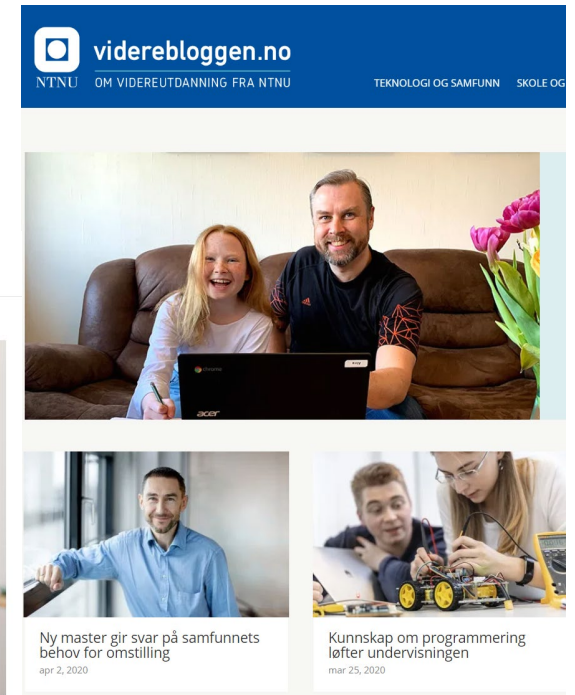 viderebloggen.no
NTNU
OM VIDEREUTDANNING FRA NTNU
TEKNOLOGI OG SAMFUNN
SKOLE OG
chrome
acer
Ny master gir svar på samfunnets
behov for omstilling
apr 2, 2020
Kunnskap om programmering
løfter undervisningen
mar 25, 2020